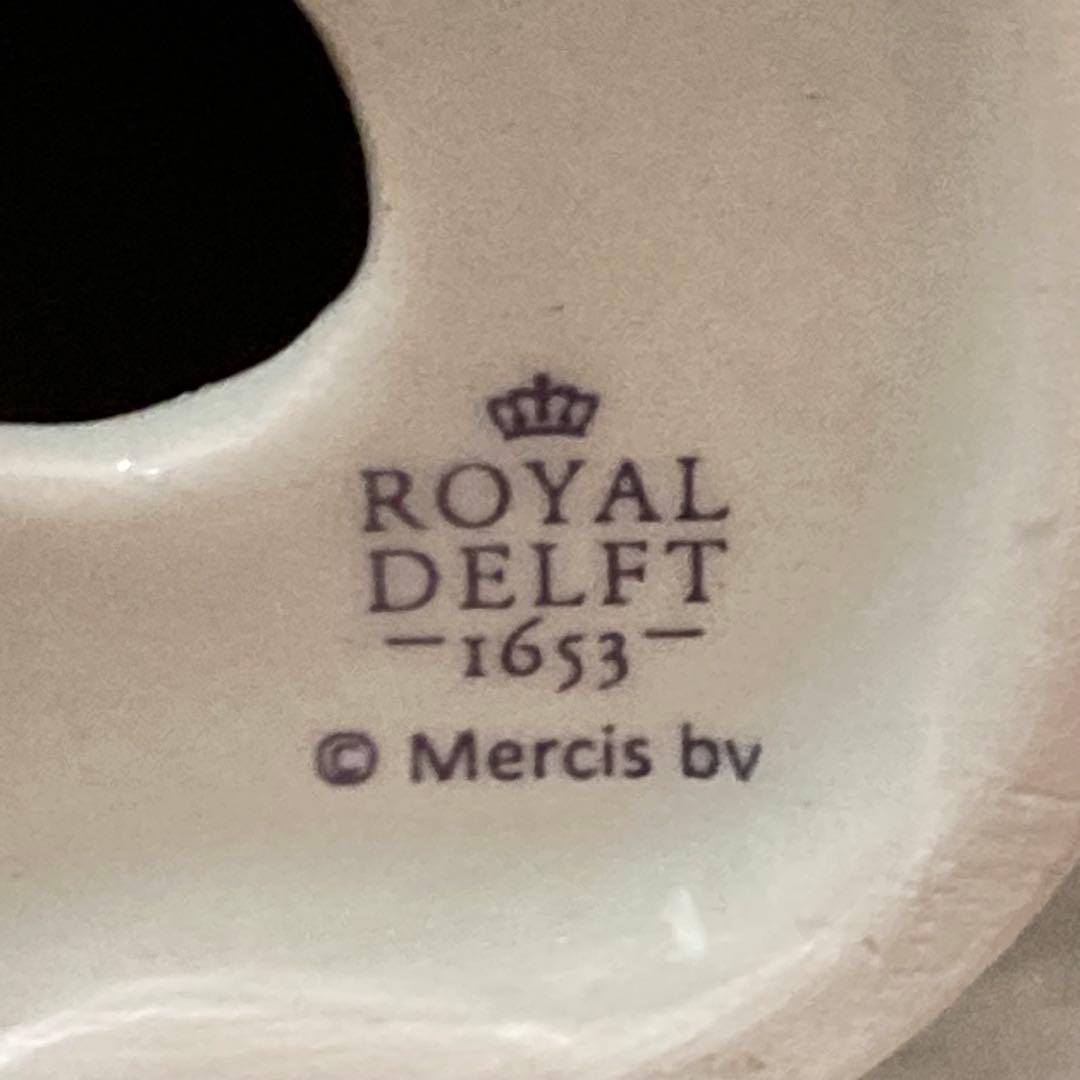 ROYAL
DELFT
1653
© Mercis bv